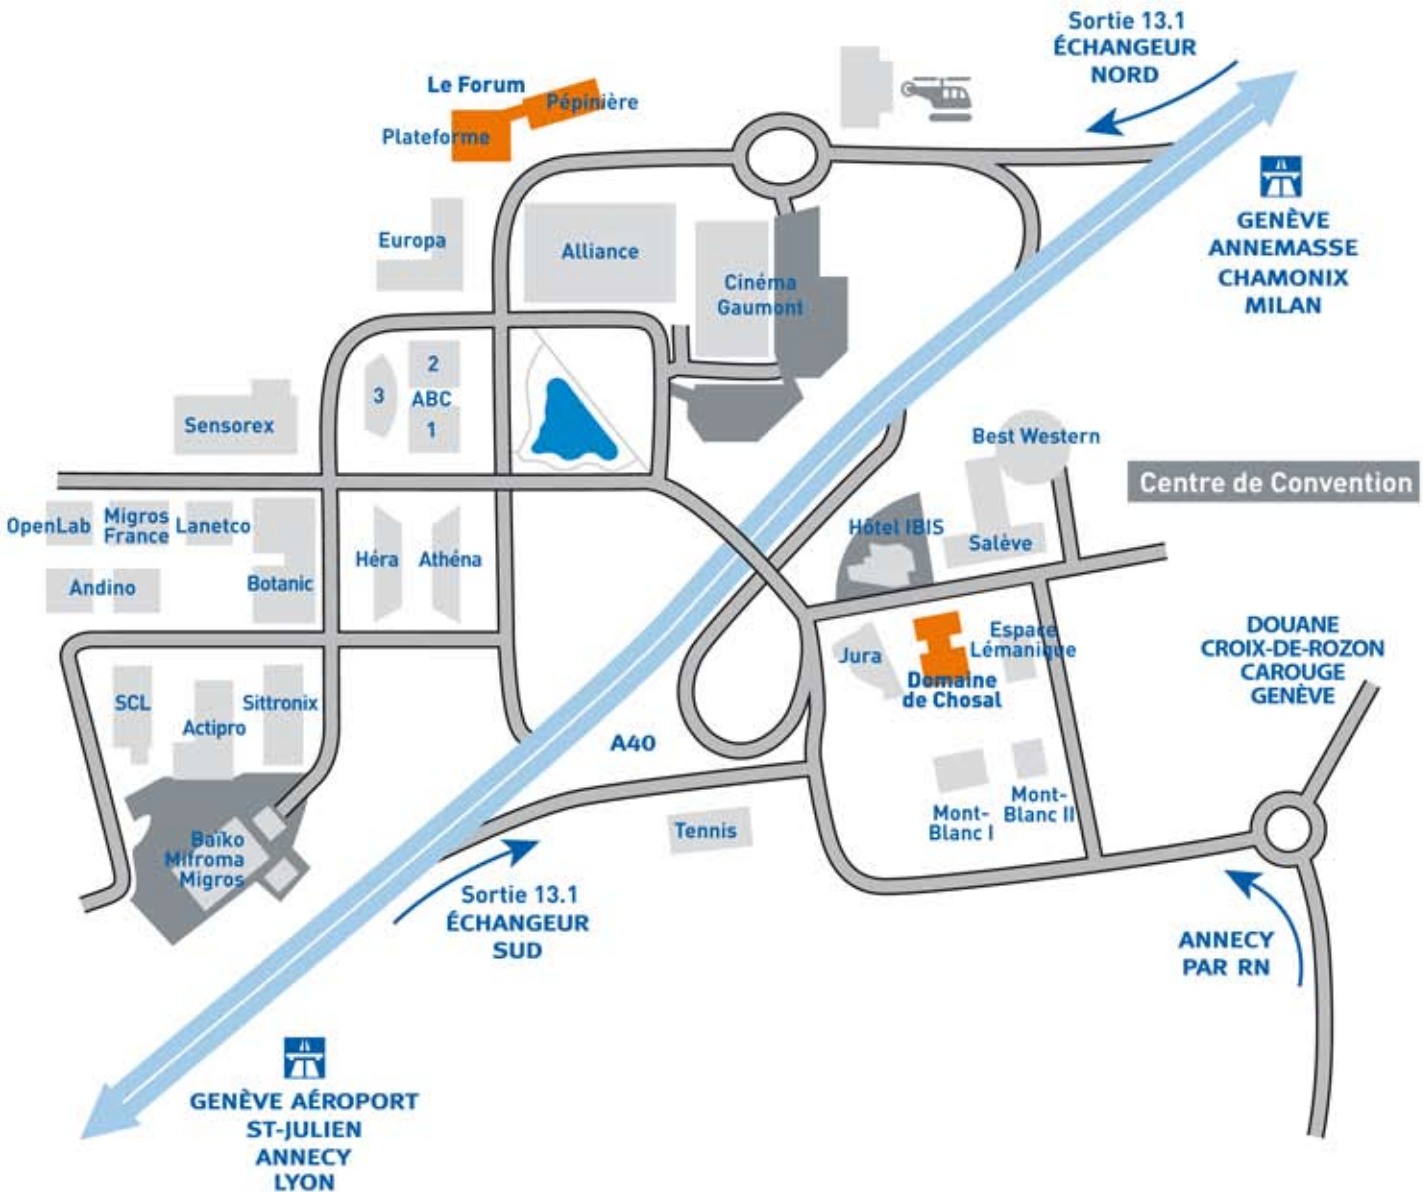 Sortie 13.1
ÉCHANGEUR
NORD
Le Forum
Pépinière
Plateforme
GENÈVE
ANNEMASSE
CHAMONIX
MILAN
Europa
Alliance
Cinéma
Gaumont
2
3
ABC
1
Sensorex
Best Western
Centre de Convention
OpenLab
Migros
France
Lanetco
Hôtel IBIS
Salève
Héra
Athéna
Andino
Botanic
DOUANE
CROIX-DE-ROZON
CAROUGE
GENÈVE
Jura
Espace
Lémanique
Domaine
de Chosal
SCL
Sittronix
Actipro
A40
Mont-
Blanc I
Mont-
Blanc II
Tennis
Baïko
Mifroma
Migros
Sortie 13.1
ÉCHANGEUR
SUD
ANNECY
PAR RN
GENÈVE AÉROPORT
ST-JULIEN
ANNECY
LYON